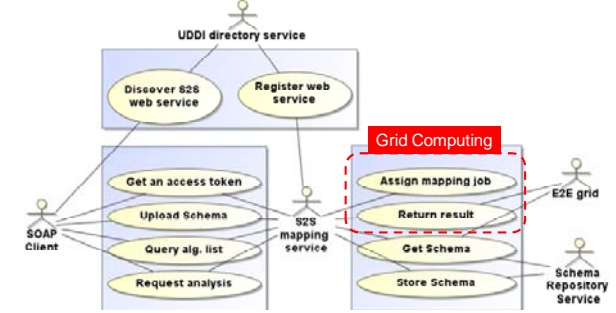 UDDI directory service
Discover S2S
web service
Register web
service
Grid Computing
Get an access token
Upload Schema
Query alg. list
Request analysis
SOAP
Client
S2S
mapping
service
Assign mapping job
Return result
Get Schema
Store Schema
E2E grid
Schema
Repository
Service